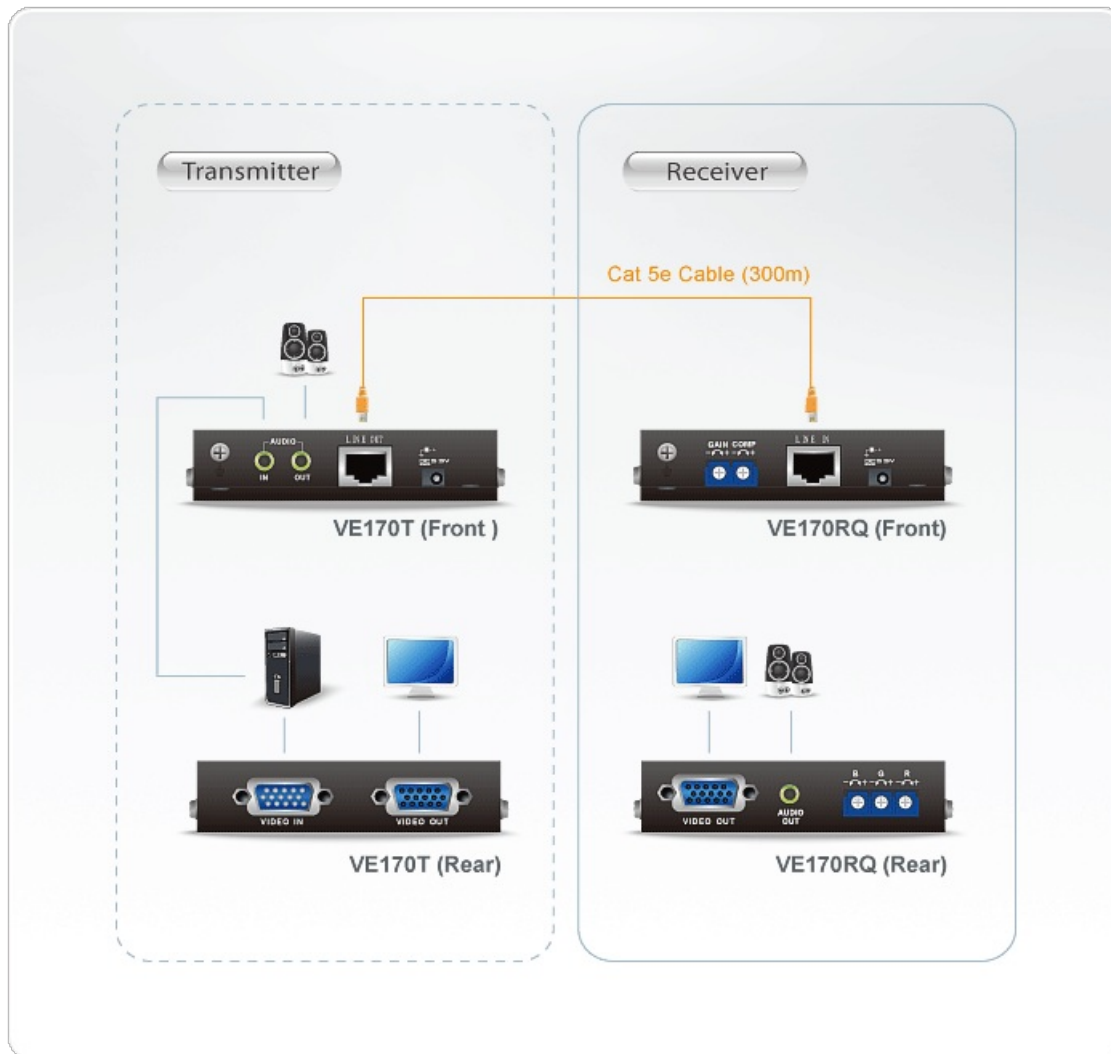 Transmitter
Receiver
Cat 5e Cable (300m)
AUDIO
IN
OUT
LINE OUT
VE170T (Front )
GAIN COMP
LINE IN
VE170RQ (Front)
VIDEO IN
VIDEO OUT
VE170T (Rear)
VIDEO OUT
AUDIO
OUT
B G R
VE170RQ (Rear)